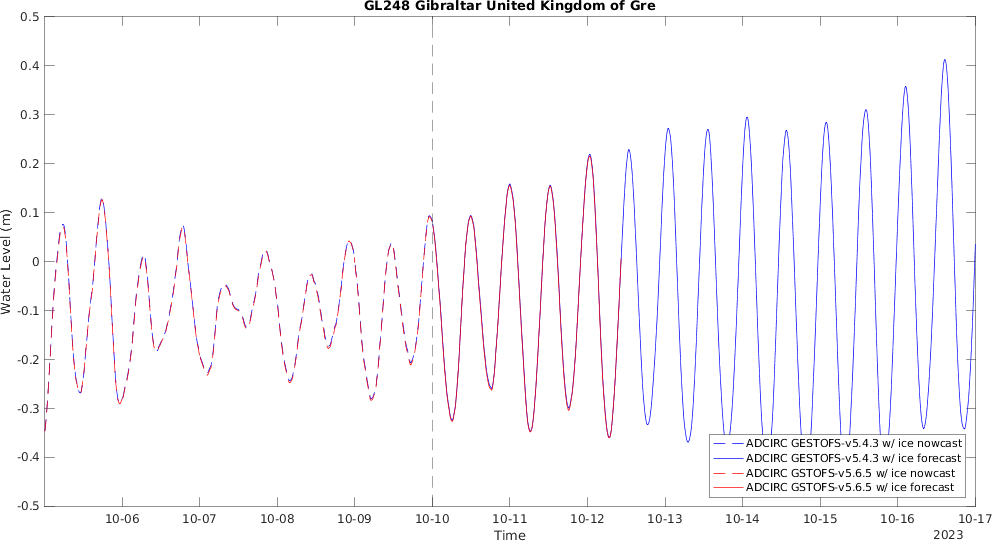 GL248 Gibraltar United Kingdom of Gre
0.5
0.4
0.3
0.2
0.1
0
-0.1
-0.2
-0.3
-0.4
-0.5
Water Level (m)
ADCIRC GESTOFS-v5.4.3 w/ ice nowcast
ADCIRC GESTOFS-v5.4.3 w/ ice forecast
ADCIRC GSTOFS-v5.6.5 w/ ice nowcast
ADCIRC GSTOFS-v5.6.5 w/ ice forecast
10-06 10-07 10-08 10-09 10-10 10-11 10-12 10-13 10-14 10-15 10-16 10-17
Time
2023